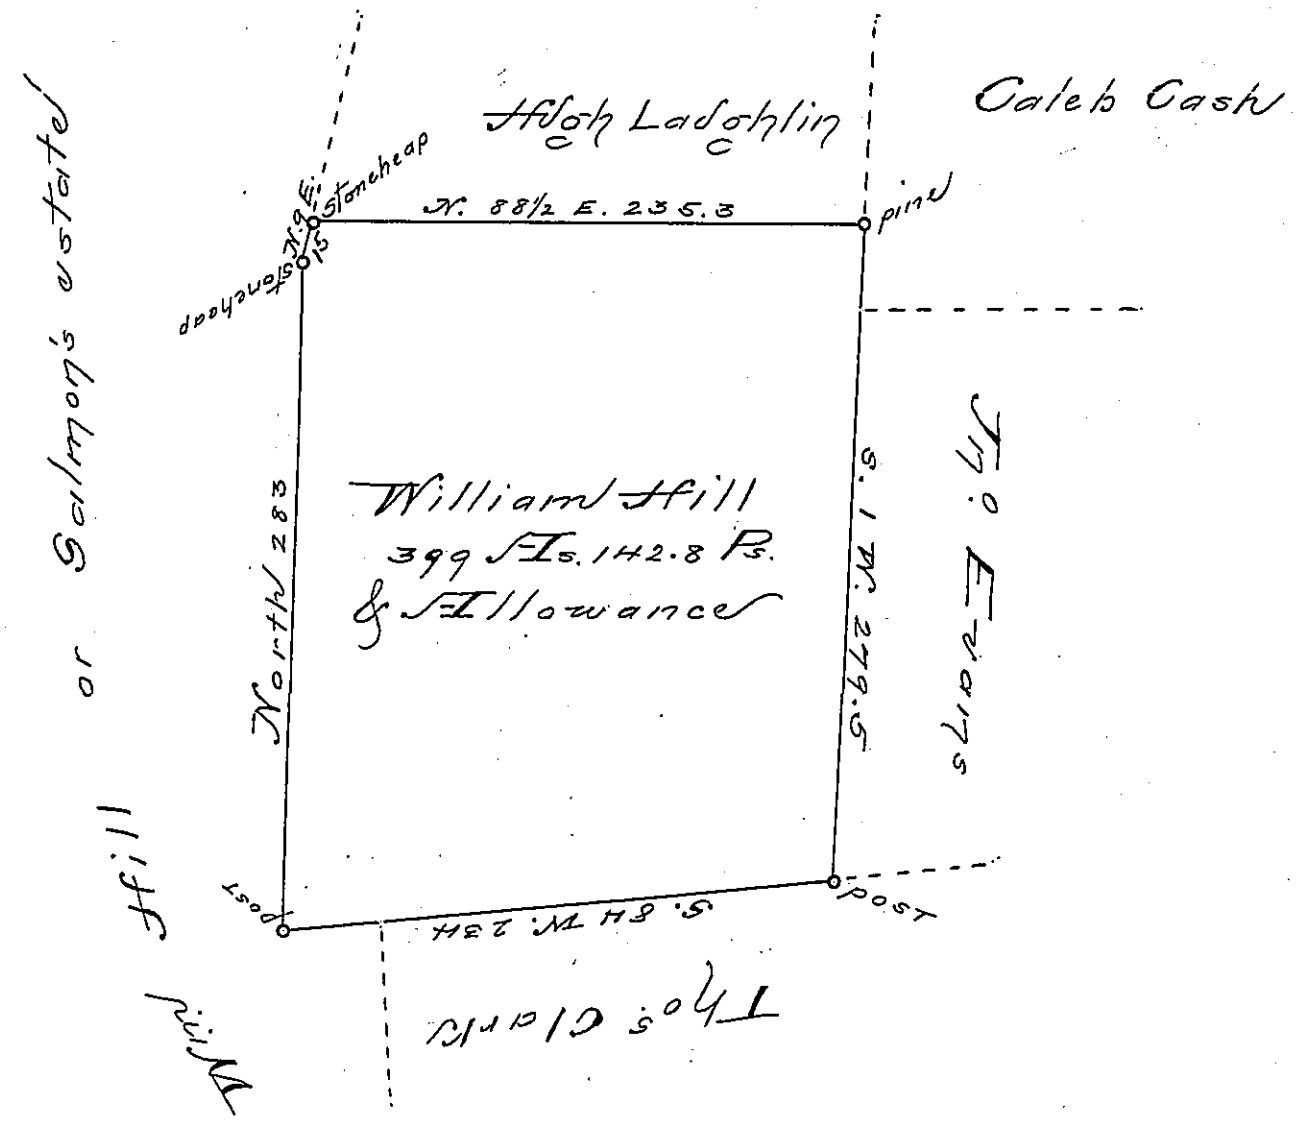 Hugh Laughlin
Caleb Cash
Stoneheap
N. 88½ E. 235.3
pine
N. 9 E.
15
stoneheap
Salmon's estate
or
Hill
North 283
William Hill
399 As. 142.8 Ps.
& Allowance
S. 1 W. 279.5
Jno Evans
post
S. 84 W. 234
post
Thos Clark